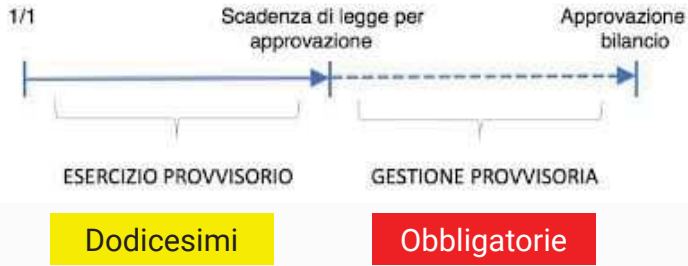 1/1
Scadenza di legge per
approvazione
Approvazione
bilancio
ESERCIZIO PROVVISORIO
GESTIONE PROVVISORIA
Dodicesimi
Obbligatorie